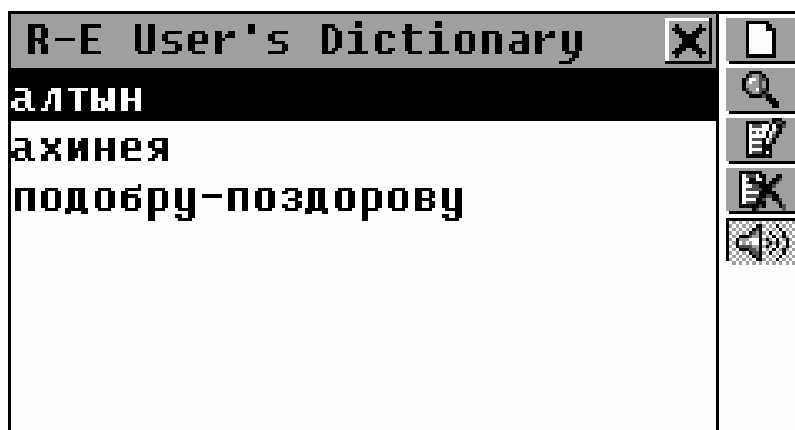 R-E User's Dictionary
алтын
ахинея
подобру-поздорову